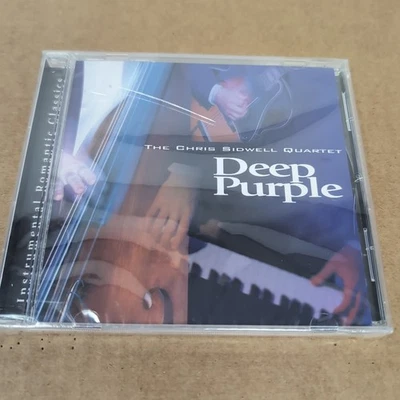 THE CHRIS SIDWELL QUARTET
Deep
Purple
Instrumental Romantic Classics